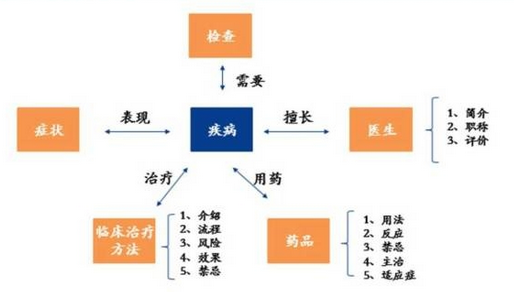 检查
需要
症状
表现
疾病
擅长
医生
1、简介
2、职称
3、评价
治疗
用药
临床治疗
方法
1、介绍
2、流程
3、风险
4、效果
5、禁忌
药品
1、用法
2、反应
3、禁忌
4、主治
5、适应症